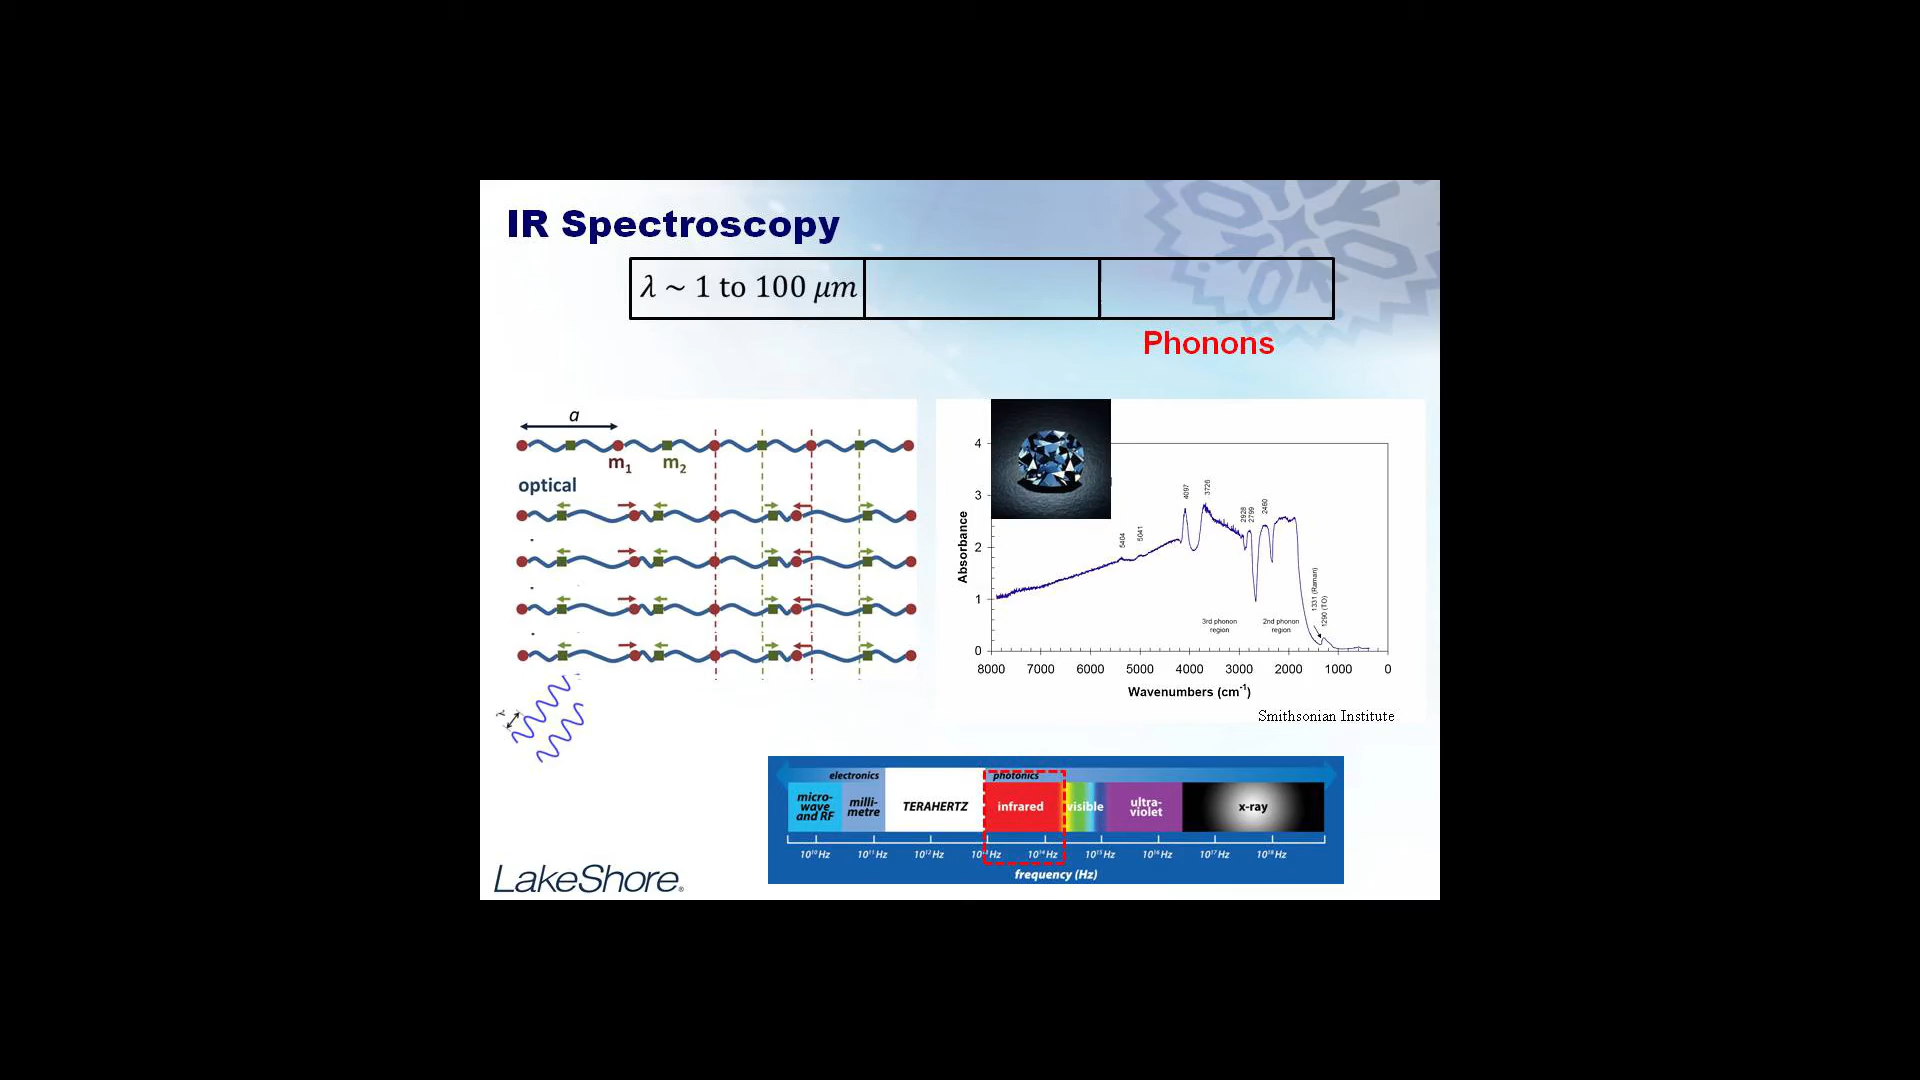 IR Spectroscopy
λ ~ 1 to 100 μm
Phonons
a
m₁ m₂
optical
λ
4
3
2
1
0
Absorbance
5404
5041
4097
3726
2928
2799
2460
1331 (Raman)
1290 (TO)
3rd phonon
region
2nd phonon
region
8000 7000 6000 5000 4000 3000 2000 1000 0
Wavenumbers (cm⁻¹)
Smithsonian Institute
electronics photonics
micro-
wave
and RF
milli-
metre
TERAHERTZ
infrared
visible
ultra-
violet
x-ray
10¹⁰ Hz 10¹¹ Hz 10¹² Hz 10¹³ Hz 10¹⁴ Hz 10¹⁵ Hz 10¹⁶ Hz 10¹⁷ Hz 10¹⁸ Hz
frequency (Hz)
LakeShore®